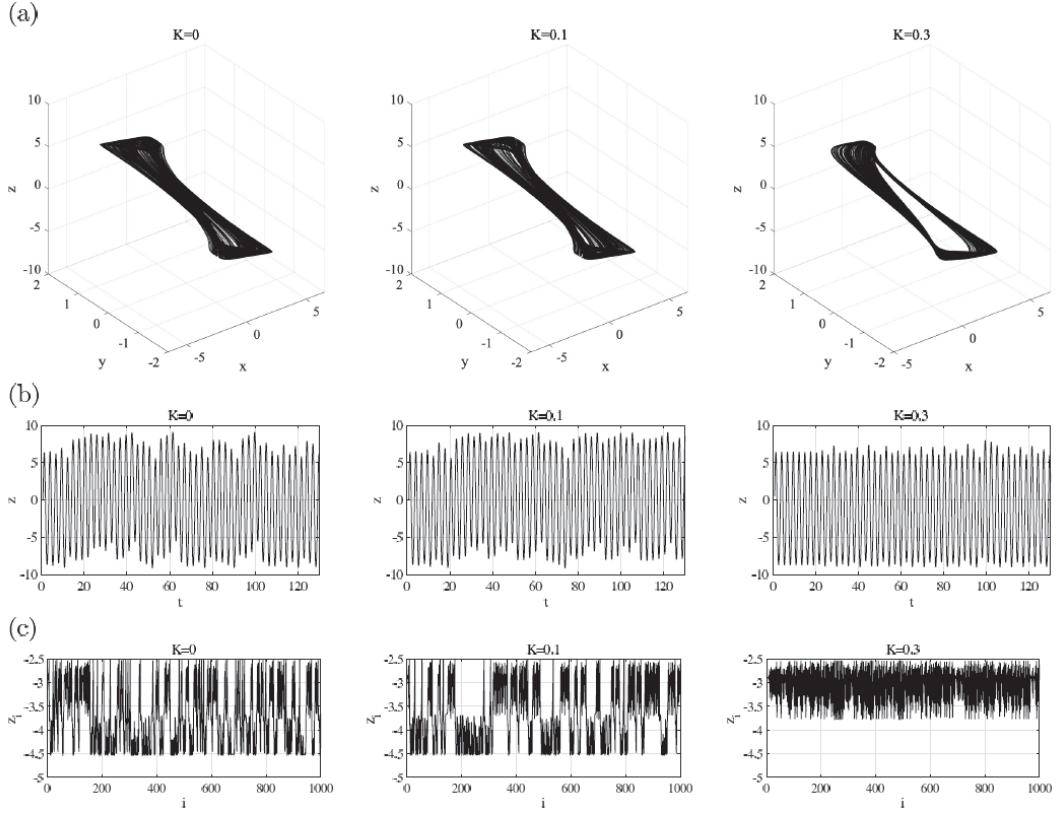 (a)
K=0 K=0.1 K=0.3
10 10 10
5 5 5
z 0 z 0 z 0
-5 -5 -5
-10 -10 -10
2 1 0 -1 -2 -5 0 5 2 1 0 -1 -2 -5 0 5 2 1 0 -1 -2 -5 0 5
y x y x y x
(b)
K=0 K=0.1 K=0.3
10 10 10
5 5 5
z 0 z 0 z 0
-5 -5 -5
-10 -10 -10
0 20 40 60 80 100 120 0 20 40 60 80 100 120 0 20 40 60 80 100 120
t t t
(c)
K=0 K=0.1 K=0.3
-2.5 -2.5 -2.5
-3 -3 -3
-3.5 -3.5 -3.5
zi zi zi
-4 -4 -4
-4.5 -4.5 -4.5
-5 -5 -5
0 200 400 600 800 1000 0 200 400 600 800 1000 0 200 400 600 800 1000
i i i